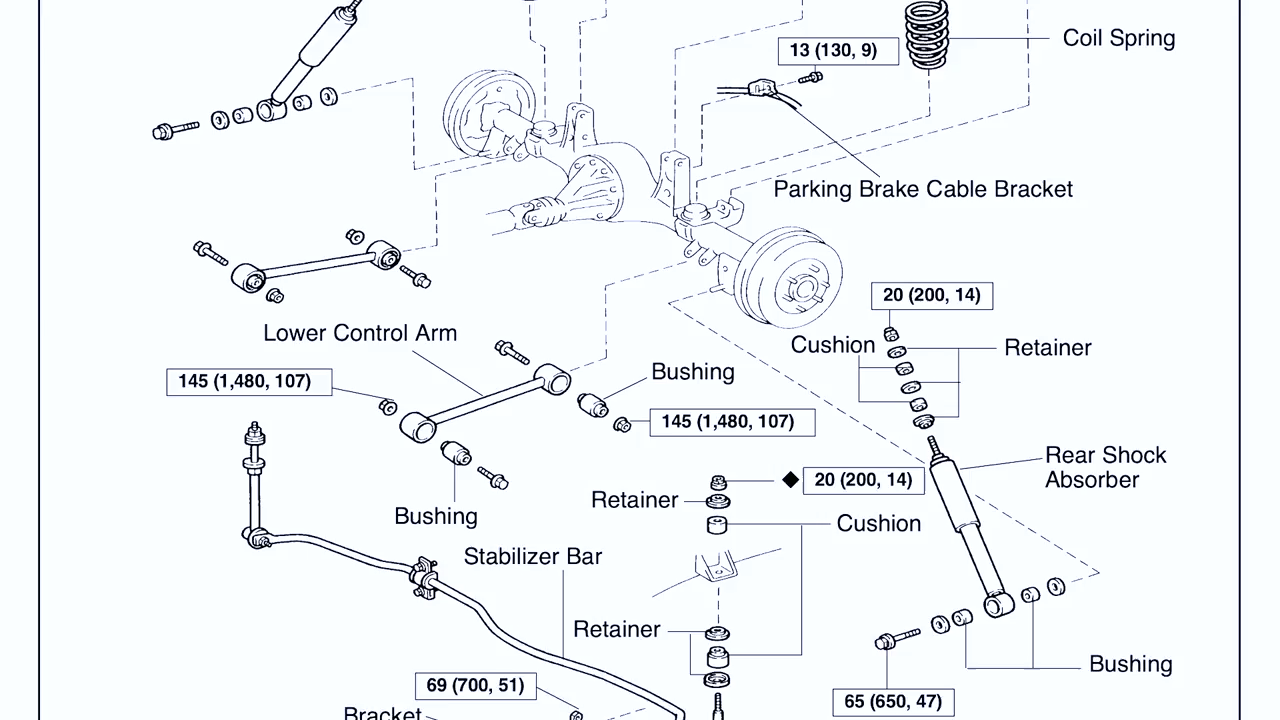 Coil Spring
13 (130, 9)
Parking Brake Cable Bracket
20 (200, 14)
Lower Control Arm
Cushion
Retainer
Bushing
145 (1,480, 107)
145 (1,480, 107)
Rear Shock
Absorber
20 (200, 14)
Retainer
Bushing
Cushion
Stabilizer Bar
Retainer
Bushing
69 (700, 51)
65 (650, 47)
Bracket